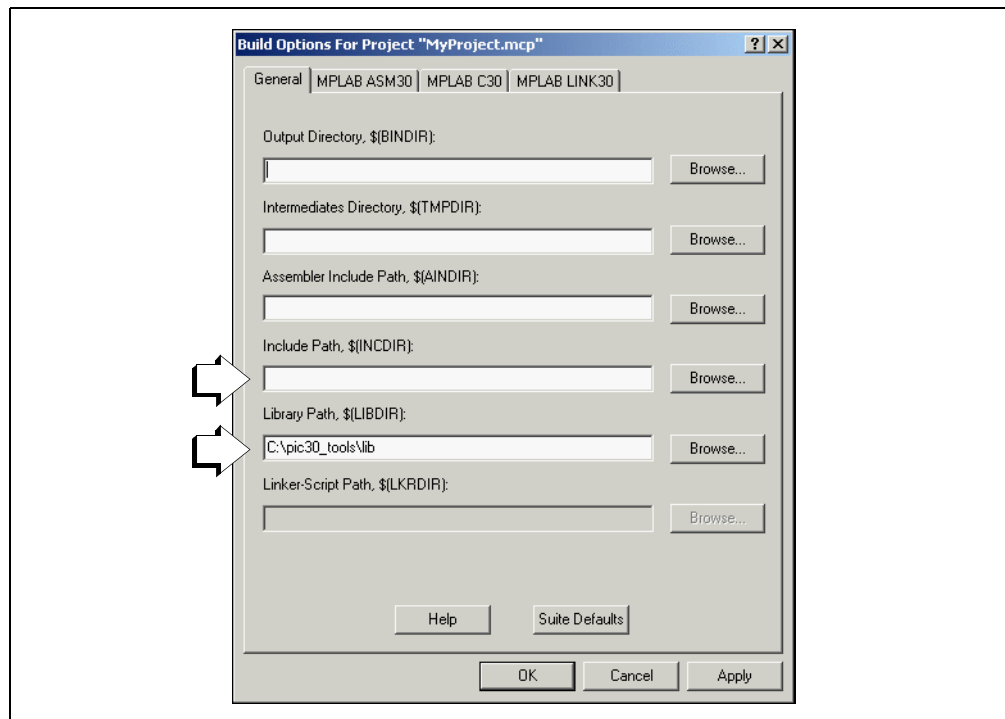 Build Options For Project "MyProject.mcp"
General MPLAB ASM30 MPLAB C30 MPLAB LINK30
Output Directory, $(BINDIR):
Browse...
Intermediates Directory, $(TMPDIR):
Browse...
Assembler Include Path, $(AINDIR):
Browse...
Include Path, $(INCDIR):
Browse...
Library Path, $(LIBDIR):
C:\pic30_tools\lib Browse...
Linker-Script Path, $(LKRDIR):
Browse...
Help Suite Defaults
OK Cancel Apply